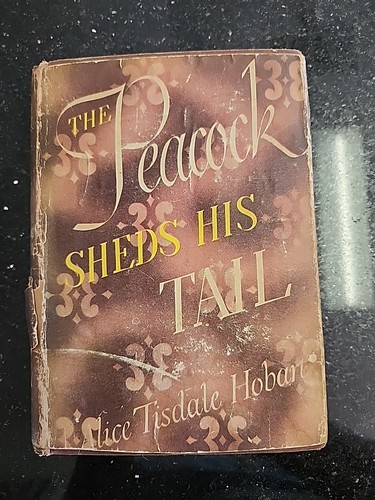 THE
Peacock
SHEDS HIS
TAIL
Alice Tisdale Hobart